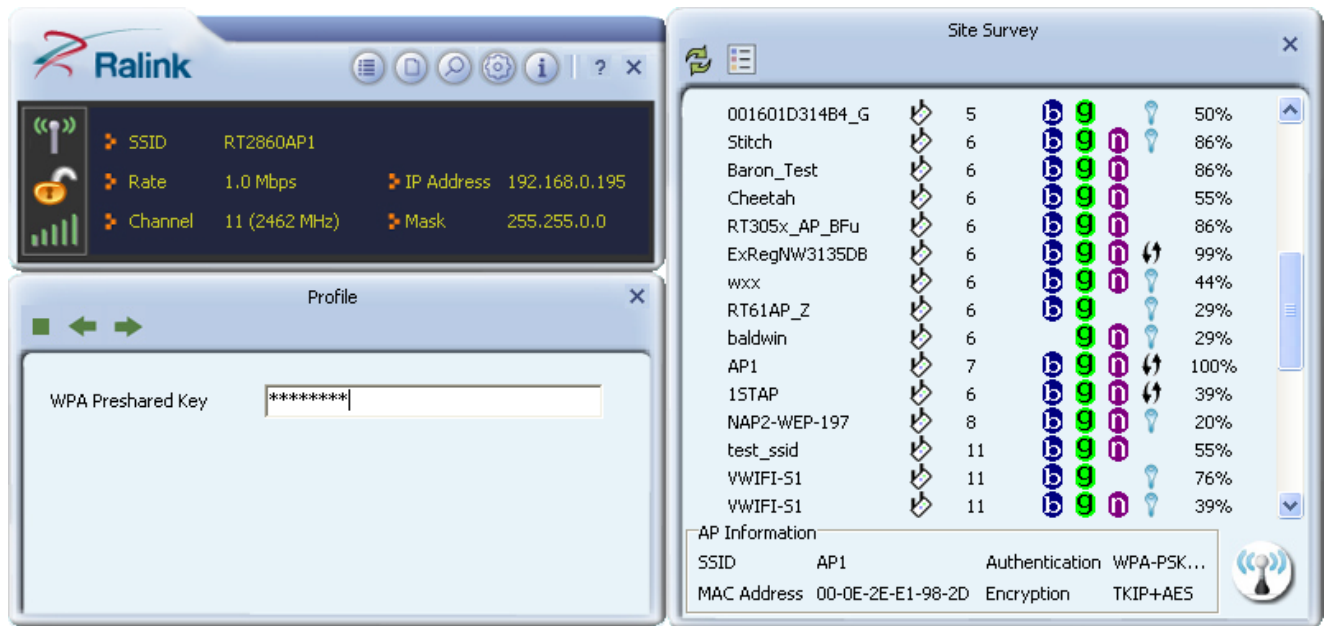 Ralink
?
SSID RT2860AP1
Rate 1.0 Mbps IP Address 192.168.0.195
Channel 11 (2462 MHz) Mask 255.255.0.0
Profile
WPA Preshared Key ********
Site Survey
001601D314B4_G 5 b g 50%
Stitch 6 b g n 86%
Baron_Test 6 b g n 86%
Cheetah 6 b g n 55%
RT305x_AP_BFu 6 b g n 86%
ExRegNW3135DB 6 b g n 99%
wxx 6 b g n 44%
RT61AP_Z 6 b g 29%
baldwin 6 g n 29%
AP1 7 b g n 100%
1STAP 6 b g n 39%
NAP2-WEP-197 8 b g n 20%
test_ssid 11 b g n 55%
VWIFI-S1 11 b g 76%
VWIFI-S1 11 b g n 39%
AP Information
SSID AP1 Authentication WPA-PSK...
MAC Address 00-0E-2E-E1-98-2D Encryption TKIP+AES